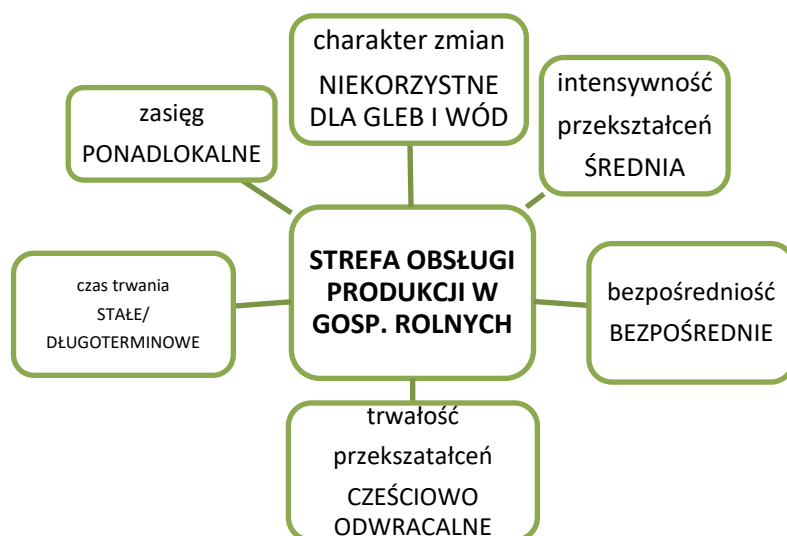 charakter zmian
NIEKORZYSTNE
DLA GLEB I WÓD
intensywność
przekształceń
ŚREDNIA
zasięg
PONADLOKALNE
STREFA OBSŁUGI
PRODUKCJI W
GOSP. ROLNYCH
czas trwania
STAŁE/
DŁUGOTERMINOWE
bezpośredniość
BEZPOŚREDNIE
trwałość
przekszatałceń
CZEŚCIOWO
ODWRACALNE